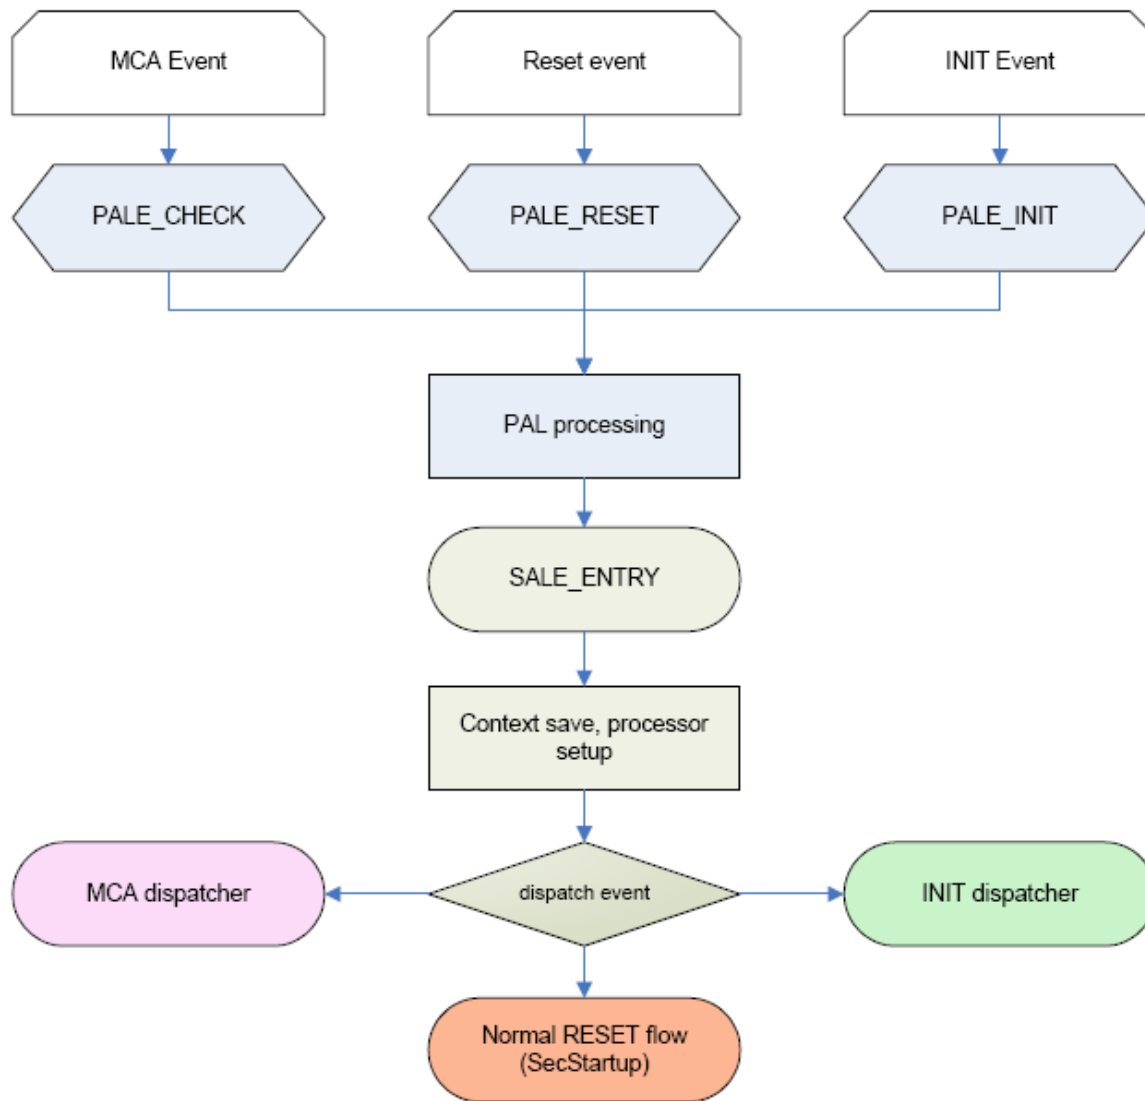 MCA Event
Reset event
INIT Event
PALE_CHECK
PALE_RESET
PALE_INIT
PAL processing
SALE_ENTRY
Context save, processor
setup
MCA dispatcher
dispatch event
INIT dispatcher
Normal RESET flow
(SecStartup)